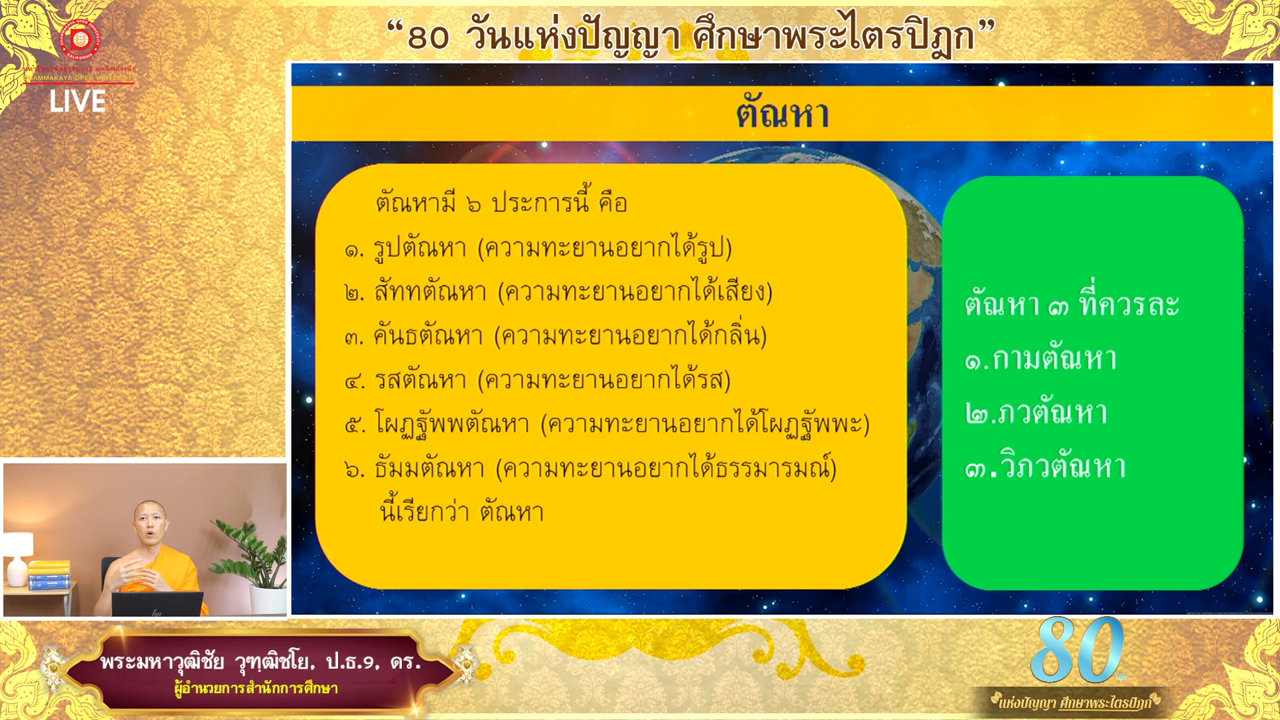 “80 วันแห่งปัญญา ศึกษาพระไตรปิฎก”
LIVE
ตัณหา
ตัณหามี ๖ ประการนี้ คือ
๑. รูปตัณหา (ความทะยานอยากได้รูป)
๒. สัททตัณหา (ความทะยานอยากได้เสียง)
๓. คันธตัณหา (ความทะยานอยากได้กลิ่น)
๔. รสตัณหา (ความทะยานอยากได้รส)
๕. โผฏฐัพพตัณหา (ความทะยานอยากได้โผฏฐัพพะ)
๖. ธัมมตัณหา (ความทะยานอยากได้ธรรมารมณ์)
นี้เรียกว่า ตัณหา
ตัณหา ๓ ที่ควรละ
๑.กามตัณหา
๒.ภวตัณหา
๓.วิภวตัณหา
พระมหาวุฒิชัย วุฑฺฒิชโย, ป.ธ.9, ดร.
ผู้อำนวยการสำนักการศึกษา
80
แห่งปัญญา ศึกษาพระไตรปิฎก